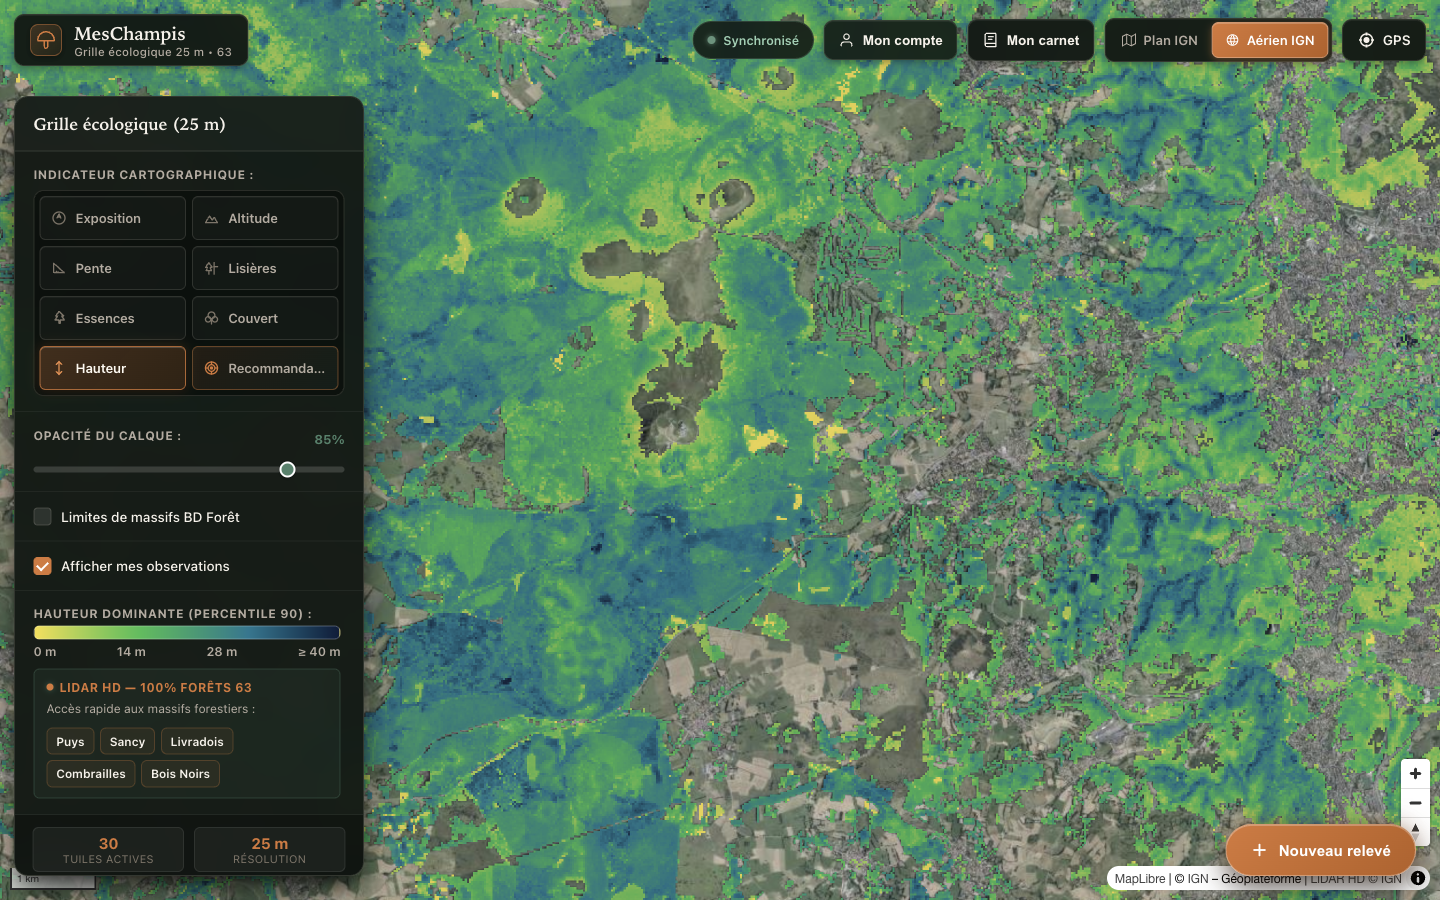 MesChampis
Grille écologique 25 m • 63
Synchronisé
Mon compte
Mon carnet
Plan IGN
Aérien IGN
GPS
Grille écologique (25 m)
INDICATEUR CARTOGRAPHIQUE :
Exposition
Altitude
Pente
Lisières
Essences
Couvert
Hauteur
Recommanda...
OPACITÉ DU CALQUE :
85%
Limites de massifs BD Forêt
Afficher mes observations
HAUTEUR DOMINANTE (PERCENTILE 90) :
0 m 14 m 28 m ≥ 40 m
LIDAR HD — 100% FORÊTS 63
Accès rapide aux massifs forestiers :
Puys
Sancy
Livradois
Combrailles
Bois Noirs
30
TUILES ACTIVES
25 m
RÉSOLUTION
1 km
Nouveau relevé
MapLibre | © IGN – Géoplateforme | LIDAR HD © IGN